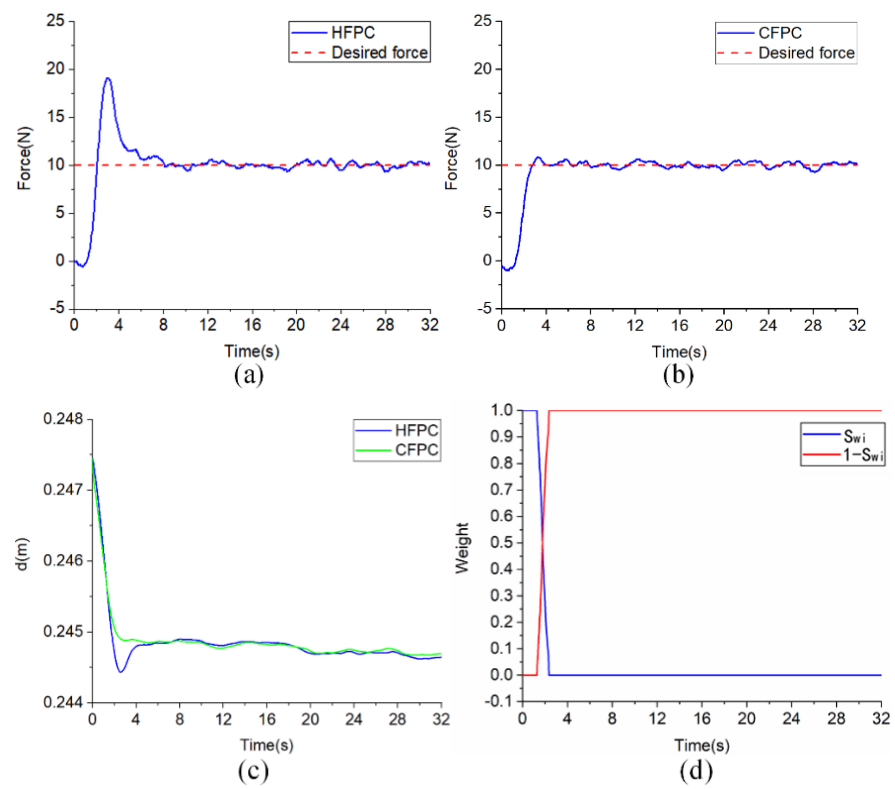 HFPC
Desired force
Force(N)
25
20
15
10
5
0
-5
0 4 8 12 16 20 24 28 32
Time(s)
(a)
CFPC
Desired force
Force(N)
25
20
15
10
5
0
-5
0 4 8 12 16 20 24 28 32
Time(s)
(b)
HFPC
CFPC
d(m)
0.248
0.247
0.246
0.245
0.244
0 4 8 12 16 20 24 28 32
Time(s)
(c)
Swi
1-Swi
Weight
1.0
0.9
0.8
0.7
0.6
0.5
0.4
0.3
0.2
0.1
0.0
-0.1
0 4 8 12 16 20 24 28 32
Time(s)
(d)